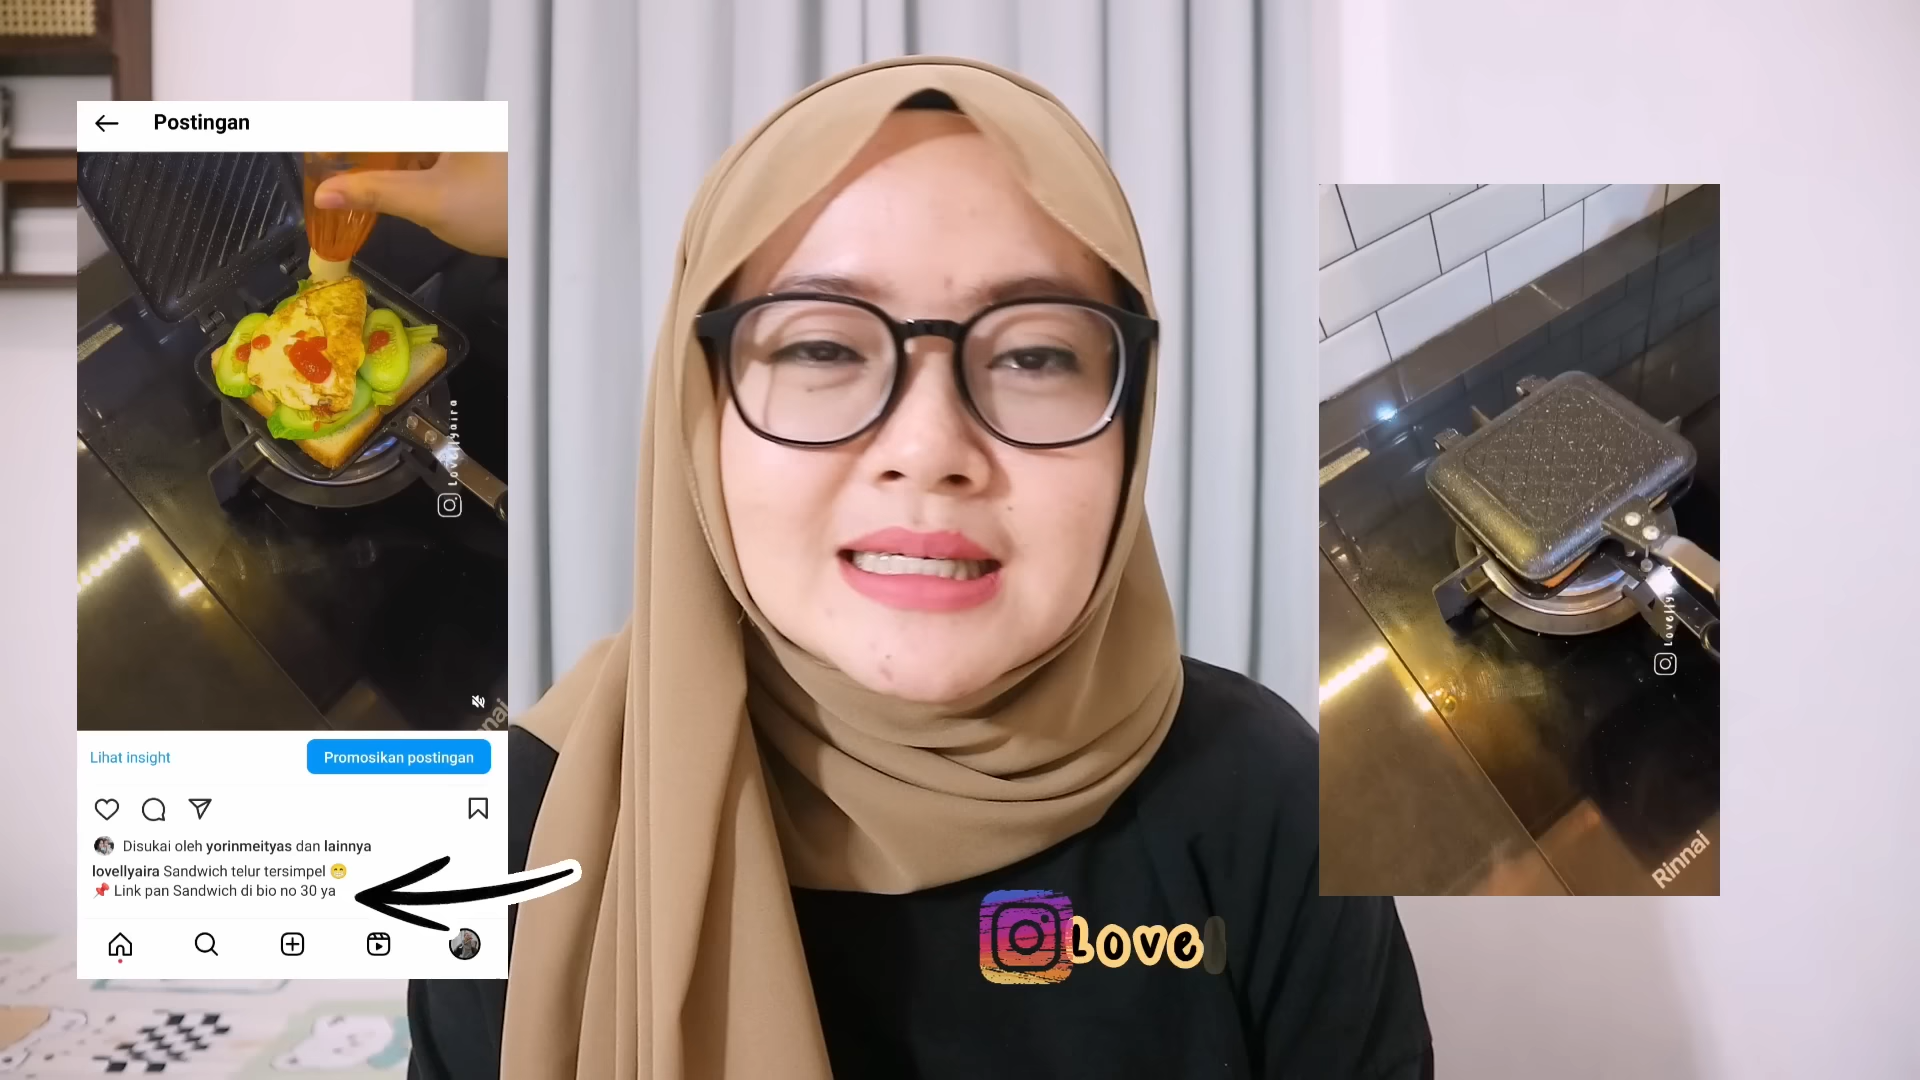 Postingan
Lovellyaira
Lihat insight
Promosikan postingan
Disukai oleh yorinmeityas dan lainnya
lovellyaira Sandwich telur tersimpel 😁
📌 Link pan Sandwich di bio no 30 ya
Love
Rinnai